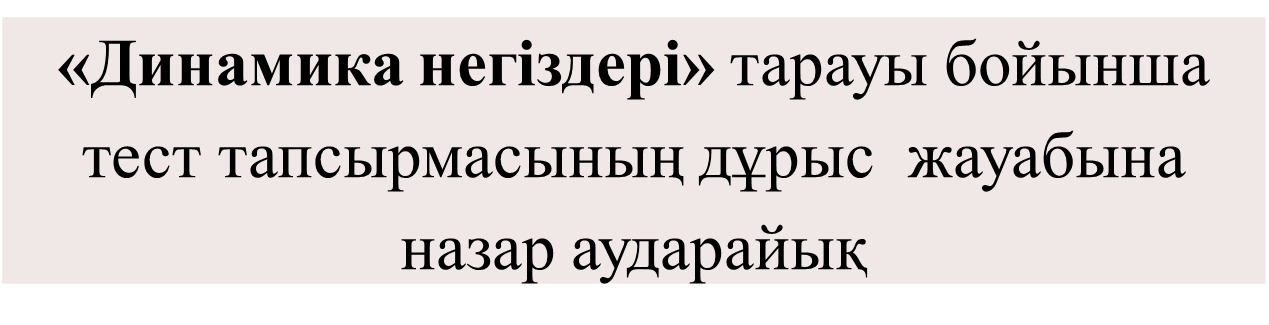 «Динамика негіздері» тарауы бойынша
тест тапсырмасының дұрыс жауабына
назар аударайық